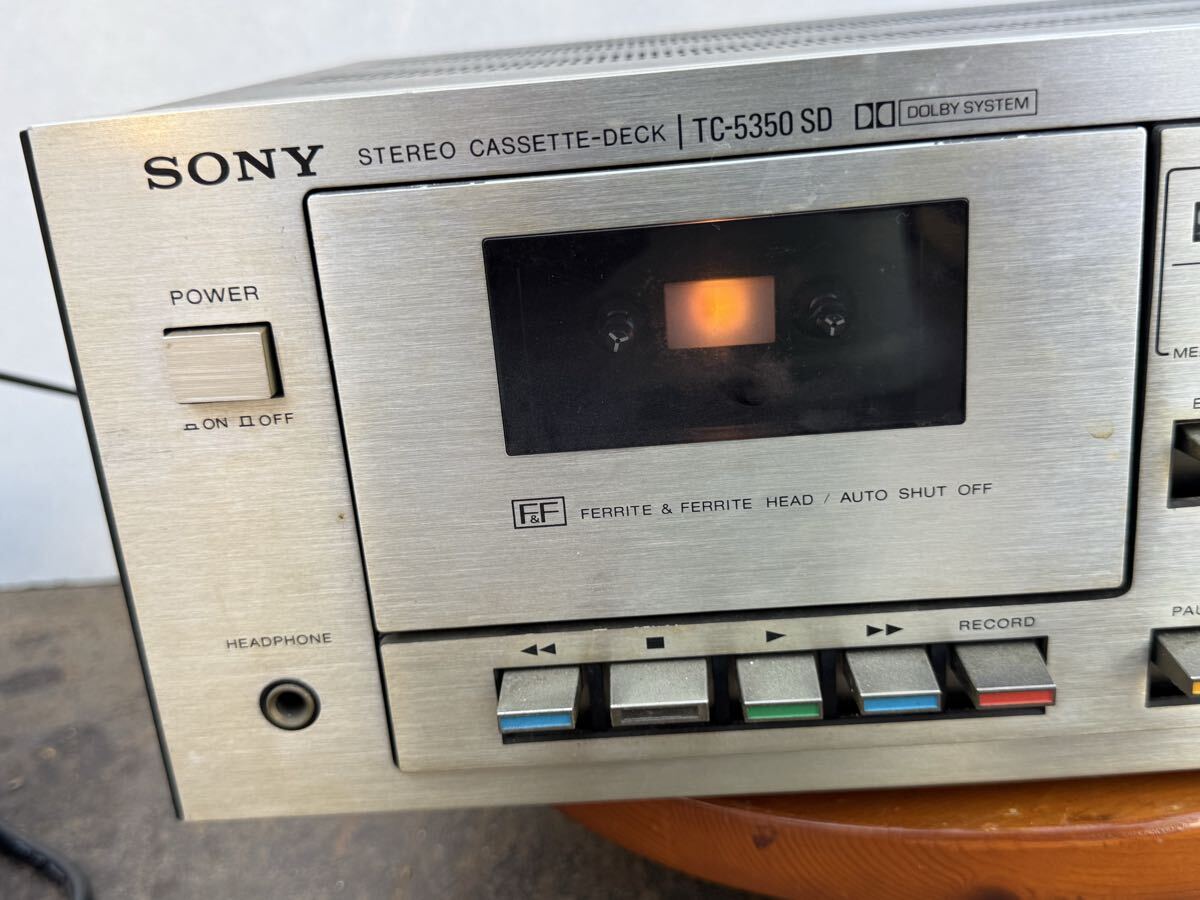 SONY STEREO CASSETTE-DECK | TC-5350 SD DOLBY SYSTEM
POWER
ON OFF
F&F FERRITE & FERRITE HEAD / AUTO SHUT OFF
HEADPHONE
RECORD